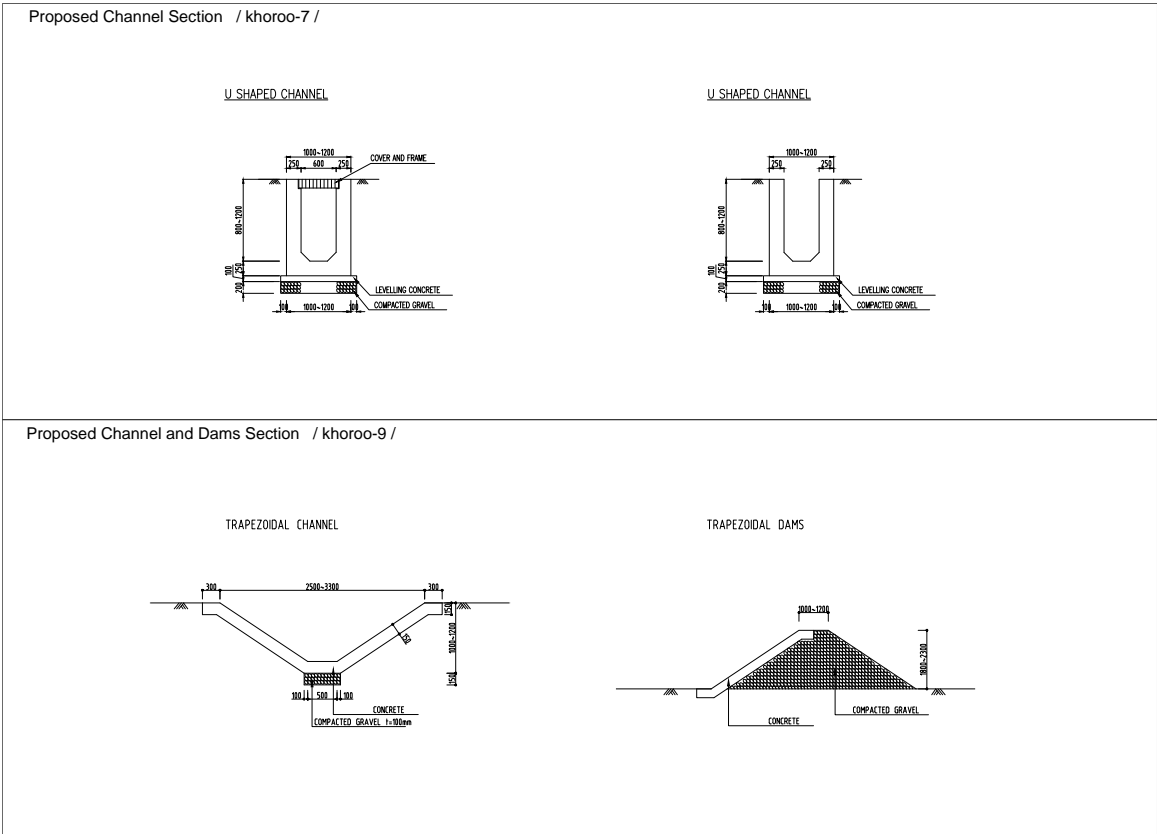 Proposed Channel Section / khoroo-7 /
U SHAPED CHANNEL
1000~1200
250 600 250
COVER AND FRAME
800~1200
250
100
200
LEVELLING CONCRETE
COMPACTED GRAVEL
100 1000~1200 100
U SHAPED CHANNEL
1000~1200
250 250
800~1200
250
100
200
LEVELLING CONCRETE
COMPACTED GRAVEL
100 1000~1200 100
Proposed Channel and Dams Section / khoroo-9 /
TRAPEZOIDAL CHANNEL
300 2500~3300 300
150
150
1000~1200
150
100 500 100
CONCRETE
COMPACTED GRAVEL t=100mm
TRAPEZOIDAL DAMS
1000~1200
1800~2300
COMPACTED GRAVEL
CONCRETE